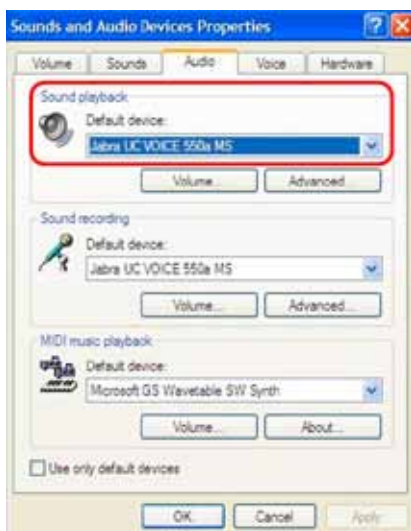 Sounds and Audio Devices Properties
Volume Sounds Audio Voice Hardware
Sound playback
Default device:
Jabra UC VOICE 550a MS
Volume... Advanced...
Sound recording
Default device:
Jabra UC VOICE 550a MS
Volume... Advanced...
MIDI music playback
Default device:
Microsoft GS Wavetable SW Synth
Volume... About...
Use only default devices
OK Cancel Apply